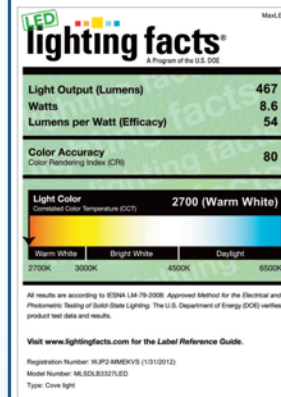 MaxLE
LED
lighting facts®
A Program of the U.S. DOE
Light Output (Lumens) 467
Watts 8.6
Lumens per Watt (Efficacy) 54
Color Accuracy 80
Color Rendering Index (CRI)
Light Color 2700 (Warm White)
Correlated Color Temperature (CCT)
Warm White Bright White Daylight
2700K 3000K 4500K 6500K
All results are according to IESNA LM-79-2008: Approved Method for the Electrical and
Photometric Testing of Solid-State Lighting. The U.S. Department of Energy (DOE) verifies
product test data and results.
Visit www.lightingfacts.com for the Label Reference Guide.
Registration Number: WJP2-MMEKVS (1/31/2012)
Model Number: MLSDLB3327LED
Type: Cove light